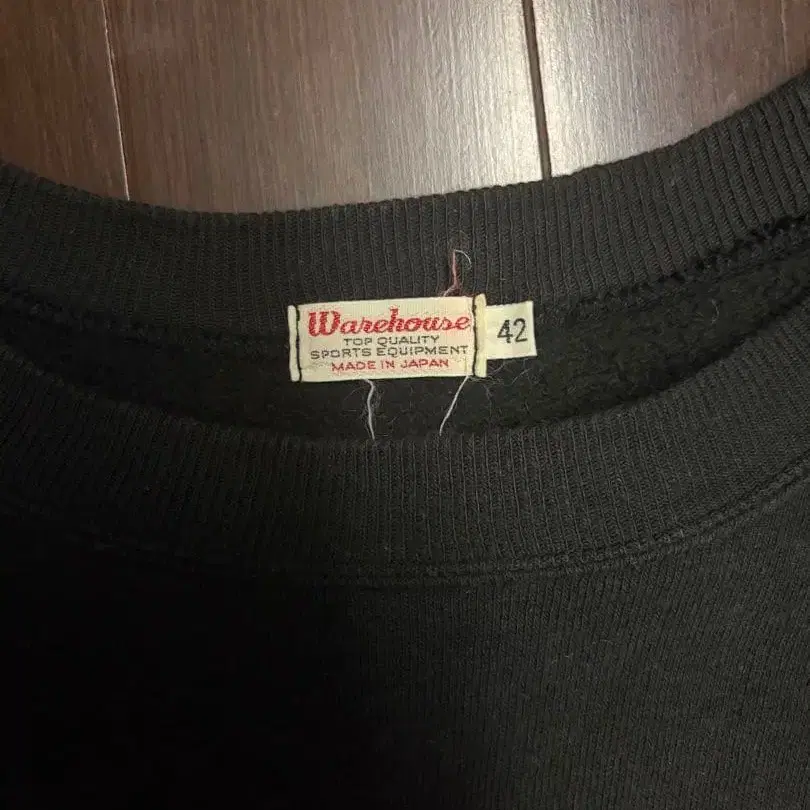 Warehouse
TOP QUALITY
SPORTS EQUIPMENT
MADE IN JAPAN
42